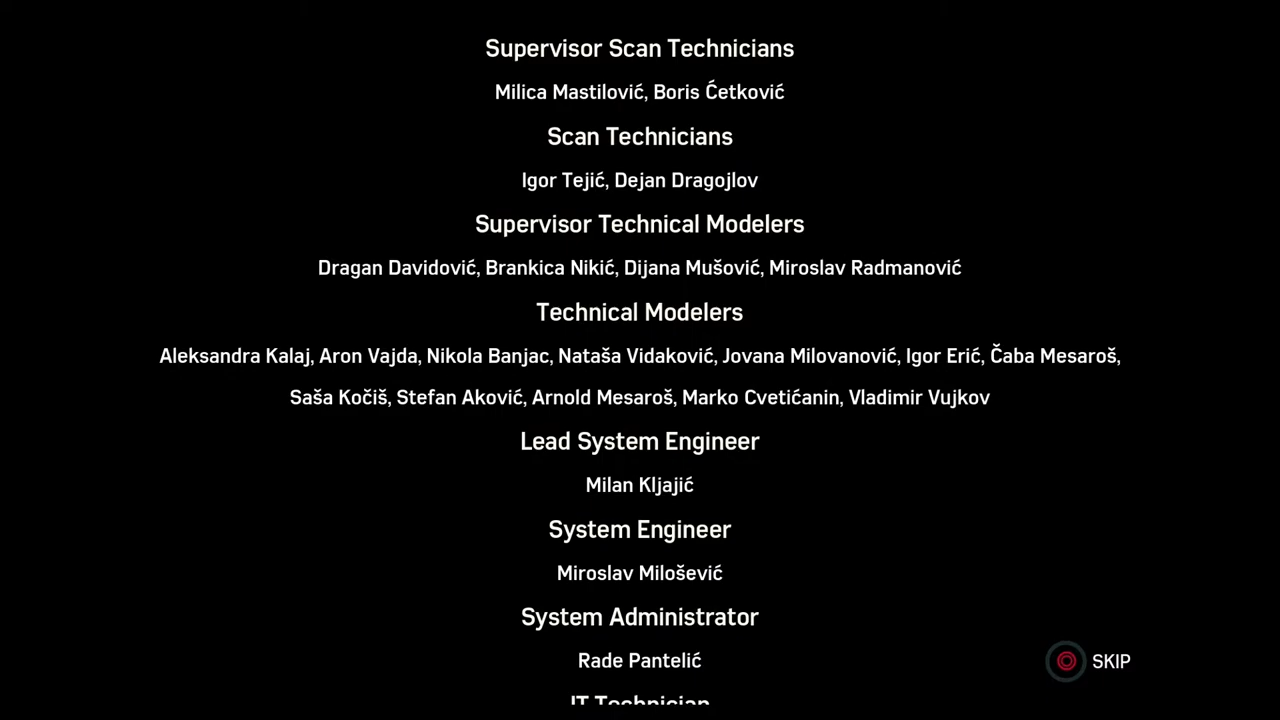 Supervisor Scan Technicians
Milica Mastilović, Boris Ćetković
Scan Technicians
Igor Tejić, Dejan Dragojlov
Supervisor Technical Modelers
Dragan Davidović, Brankica Nikić, Dijana Mušović, Miroslav Radmanović
Technical Modelers
Aleksandra Kalaj, Aron Vajda, Nikola Banjac, Nataša Vidaković, Jovana Milovanović, Igor Erić, Čaba Mesaroš,
Saša Kočiš, Stefan Aković, Arnold Mesaroš, Marko Cvetićanin, Vladimir Vujkov
Lead System Engineer
Milan Kljajić
System Engineer
Miroslav Milošević
System Administrator
Rade Pantelić
SKIP
IT Technician